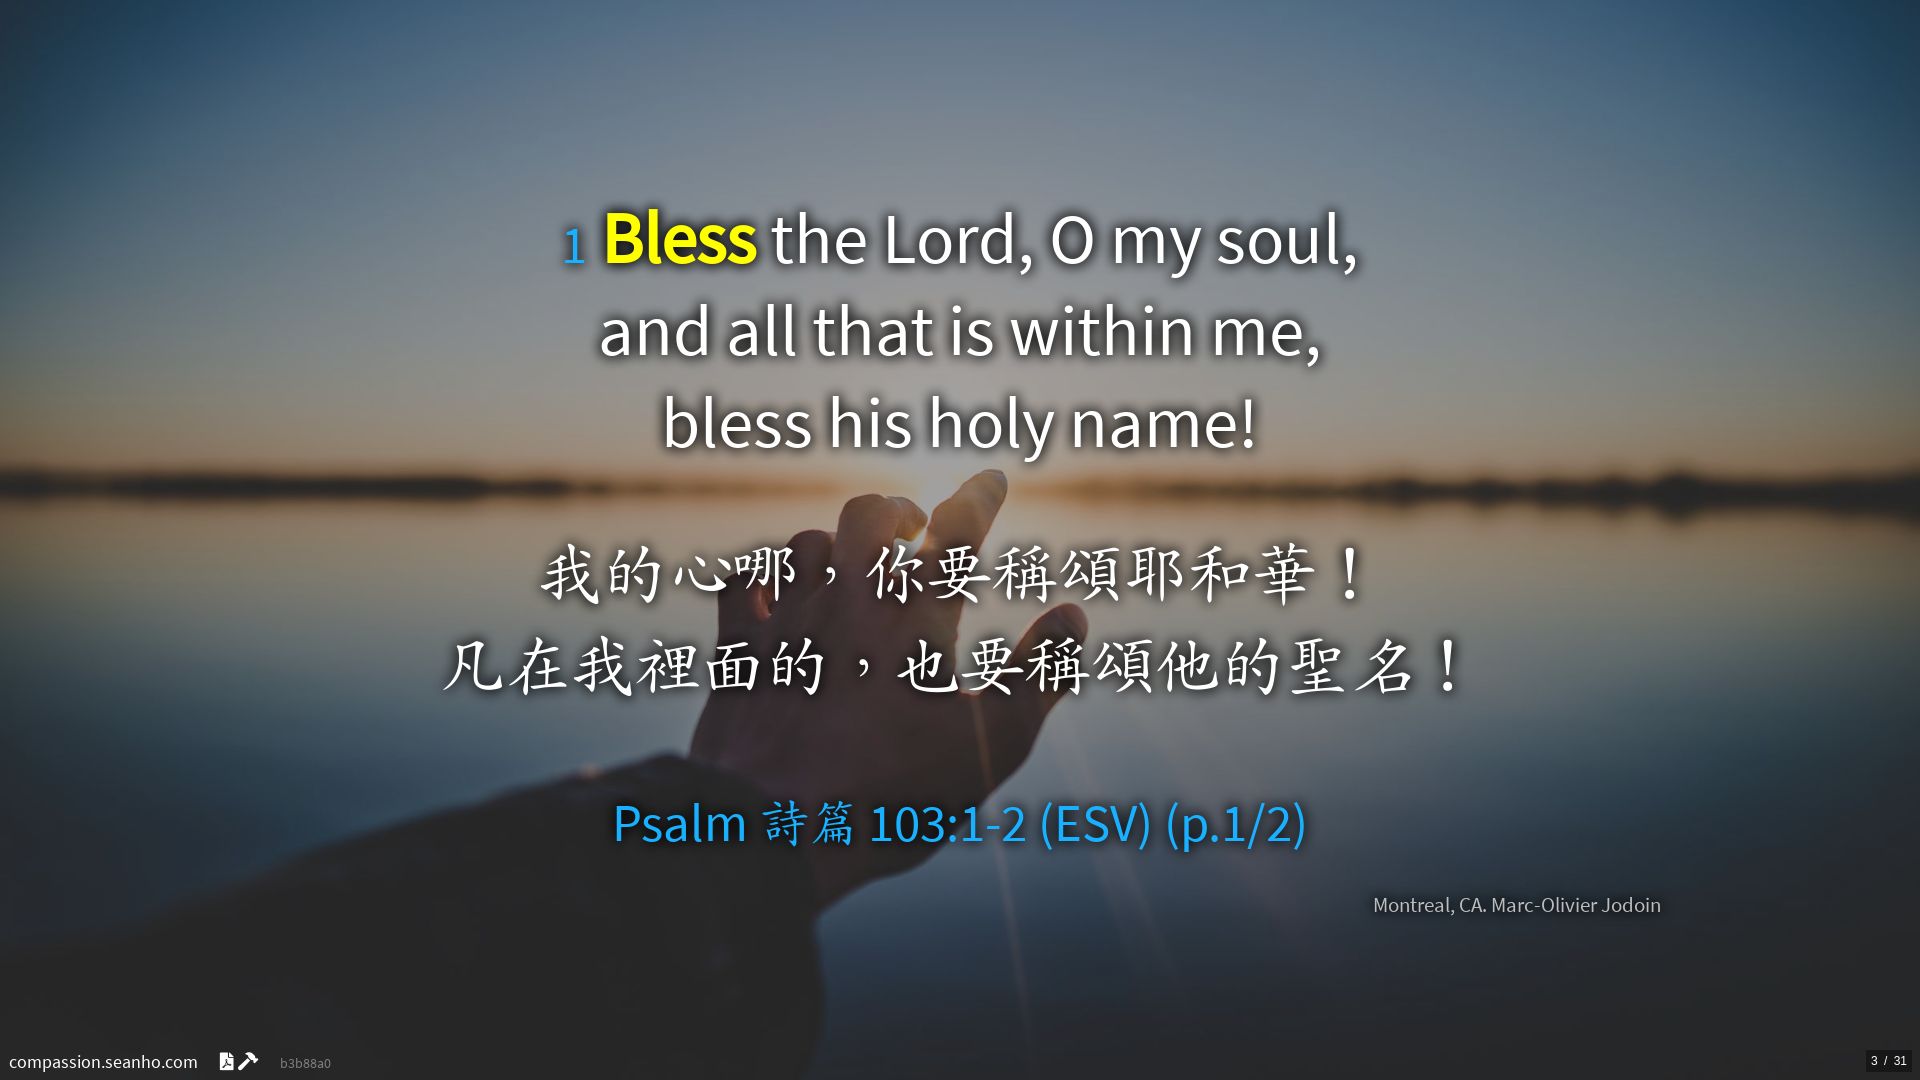 1 Bless the Lord, O my soul,
and all that is within me,
bless his holy name!
我的心哪，你要稱頌耶和華！
凡在我裡面的，也要稱頌他的聖名！
Psalm 詩篇 103:1-2 (ESV) (p.1/2)
Montreal, CA. Marc-Olivier Jodoin
compassion.seanho.com b3b88a0
3 / 31